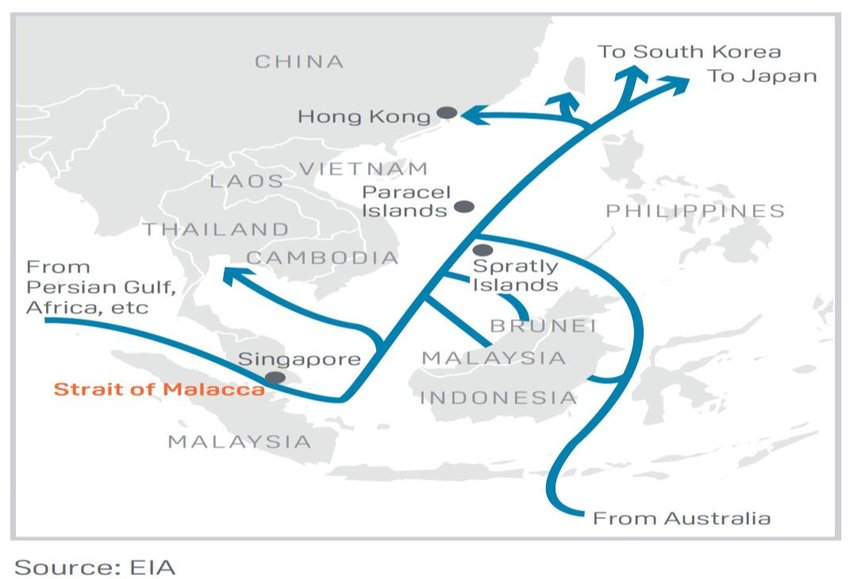 CHINA
To South Korea
To Japan
Hong Kong
VIETNAM
LAOS
Paracel
Islands
PHILIPPINES
THAILAND
CAMBODIA
From
Persian Gulf,
Africa, etc
Spratly
Islands
BRUNEI
Singapore
MALAYSIA
Strait of Malacca
INDONESIA
MALAYSIA
From Australia
Source: EIA